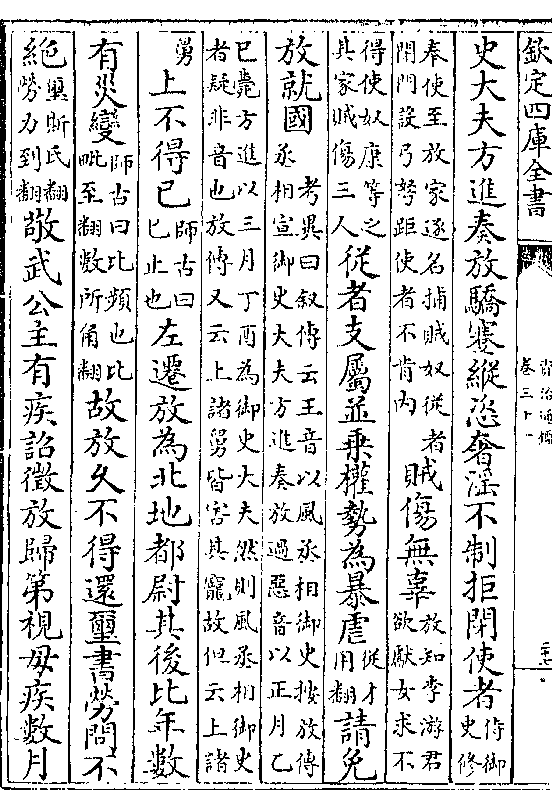 欽定四庫全書
資治通鑑
卷三十一
史大夫方進奏放驕蹇縱恣奢淫不制拒閉使者侍御史修
奉使至放家逐名捕賊奴從者閉門設弓弩距使者不肯内賊傷無辜放知李游君欲獻女求不
得使奴康等之其家賊傷三人從者支屬並乗權勢為暴虐從才用翻請免
放就國考異曰叙傳云王音以風丞相御史按放傳丞相宣御史大夫方進奏放過惡音以正月乙
巳薨方進以三月丁酉為御史大夫然則風丞相御史者疑非音也放傳又云上諸舅皆害其寵故但云上諸
舅上不得已師古曰已止也左遷放為北地都尉其後比年數
有災變師古曰比頻也比毗至翻數所角翻故放久不得還璽書勞問不
絶璽斯氏翻勞力到翻敬武公主有疾詔徵放歸第視母疾數月